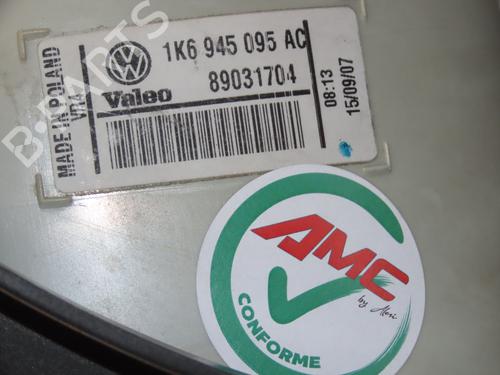 MADE IN POLAND
1K6 945 095 AC
89031704
Valeo
08:13
15/09/07
AMC
by
CONFORME
B-PARTS